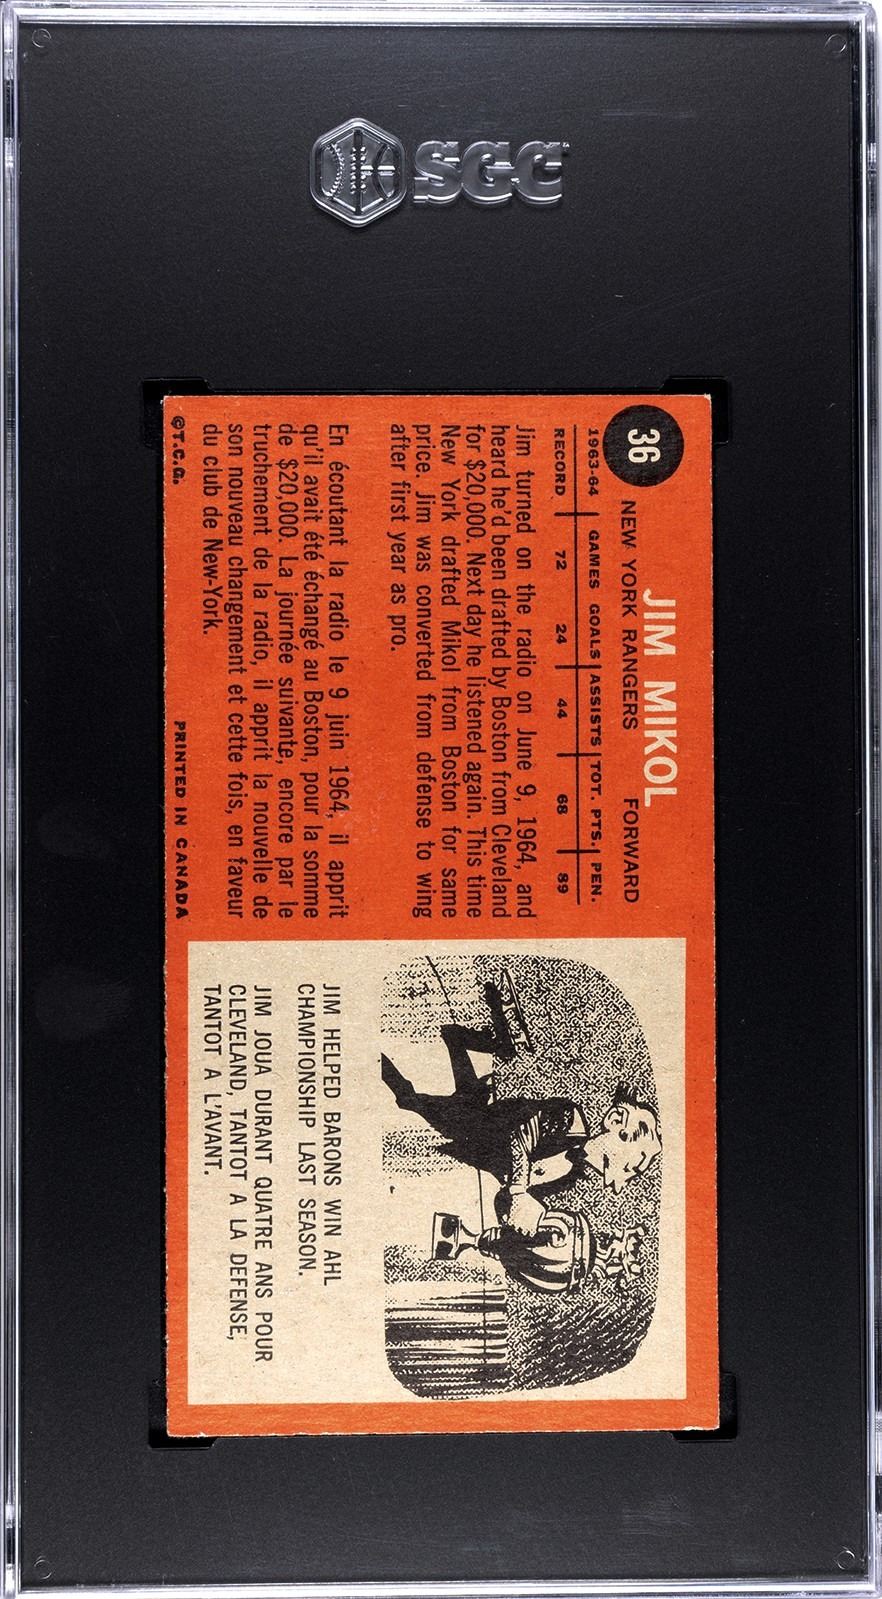 SGC
36
JIM MIKOL
NEW YORK RANGERS FORWARD
1963-64 GAMES GOALS ASSISTS TOT. PTS. PEN.
RECORD 72 24 44 68 89
Jim turned on the radio on June 9, 1964, and
heard he'd been drafted by Boston from Cleveland
for $20,000. Next day he listened again. This time
New York drafted Mikol from Boston for same
price. Jim was converted from defense to wing
after first year as pro.
En écoutant la radio le 9 juin 1964, il apprit
qu'il avait été échangé au Boston, pour la somme
de $20,000. La journée suivante, encore par le
truchement de la radio, il apprit la nouvelle de
son nouveau changement et cette fois, en faveur
du club de New-York.
©T.C.G. PRINTED IN CANADA
JIM HELPED BARONS WIN AHL
CHAMPIONSHIP LAST SEASON.
JIM JOUA DURANT QUATRE ANS POUR
CLEVELAND, TANTOT A LA DEFENSE,
TANTOT A L'AVANT.